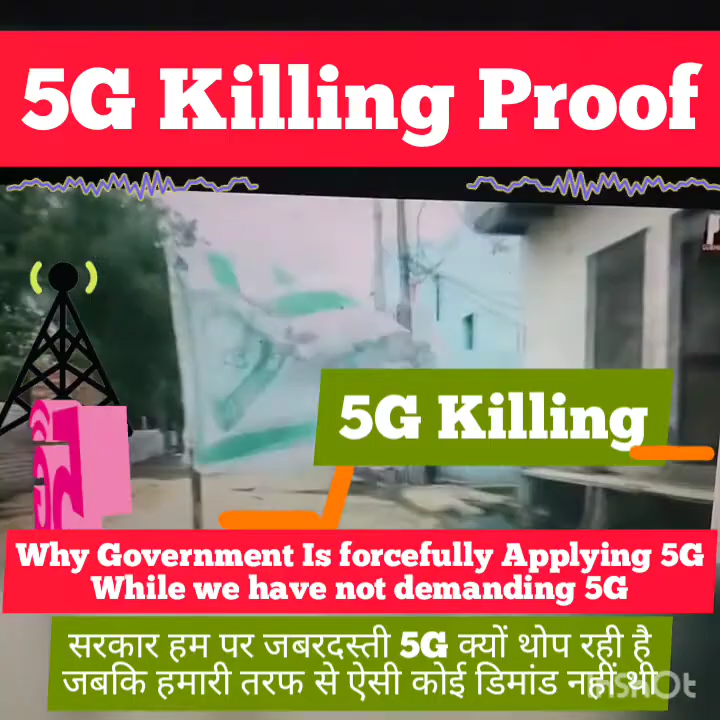 5G Killing Proof
5G Killing
Why Government Is forcefully Applying 5G
While we have not demanding 5G
सरकार हम पर जबरदस्ती 5G क्यों थोप रही है
जबकि हमारी तरफ से ऐसी कोई डिमांड नहीं थी